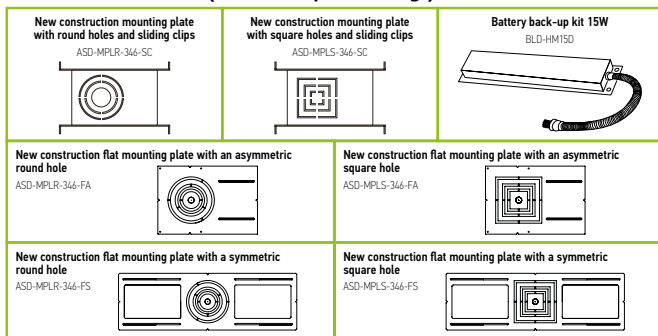 New construction mounting plate
with round holes and sliding clips
ASD-MPLR-346-SC
New construction mounting plate
with square holes and sliding clips
ASD-MPLS-346-SC
Battery back-up kit 15W
BLD-HM15D
New construction flat mounting plate with an asymmetric
round hole
ASD-MPLR-346-FA
New construction flat mounting plate with an asymmetric
square hole
ASD-MPLS-346-FA
New construction flat mounting plate with a symmetric
round hole
ASD-MPLR-346-FS
New construction flat mounting plate with a symmetric
square hole
ASD-MPLS-346-FS